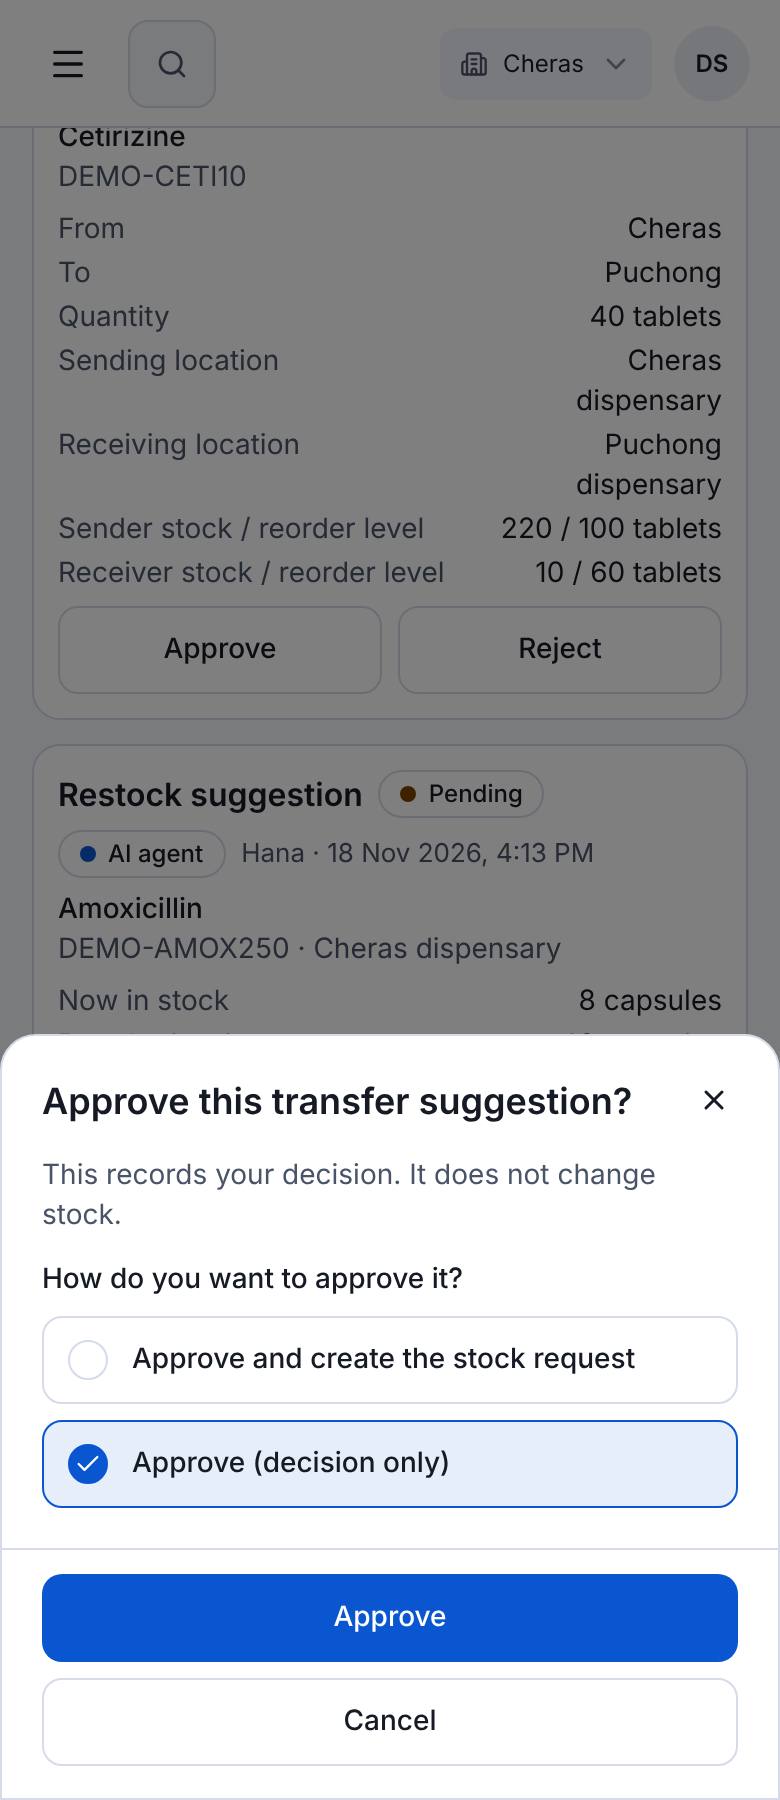 Cheras
DS
Cetirizine
DEMO-CETI10
From Cheras
To Puchong
Quantity 40 tablets
Sending location Cheras
dispensary
Receiving location Puchong
dispensary
Sender stock / reorder level 220 / 100 tablets
Receiver stock / reorder level 10 / 60 tablets
Approve Reject
Restock suggestion Pending
AI agent Hana · 18 Nov 2026, 4:13 PM
Amoxicillin
DEMO-AMOX250 · Cheras dispensary
Now in stock 8 capsules
Approve this transfer suggestion?
This records your decision. It does not change
stock.
How do you want to approve it?
Approve and create the stock request
Approve (decision only)
Approve
Cancel